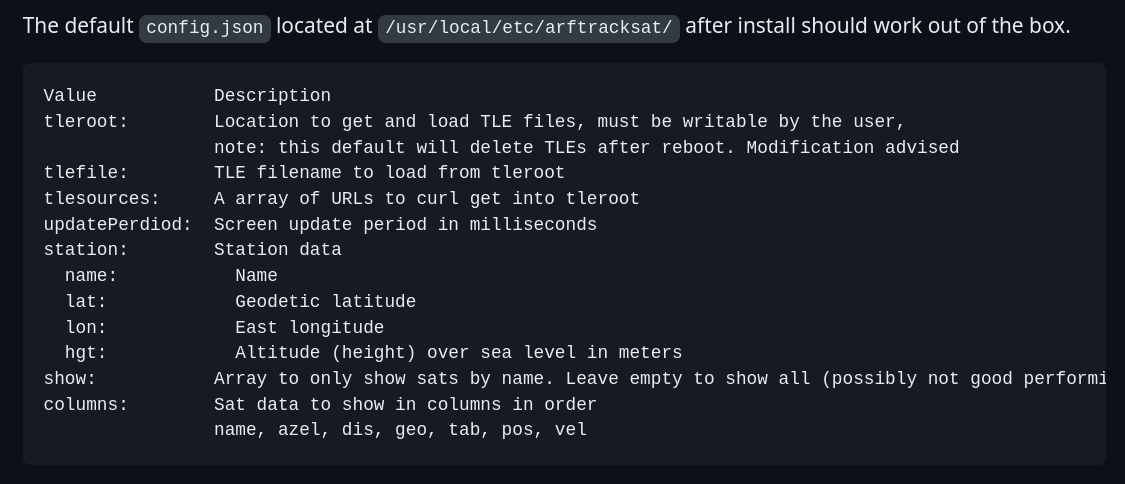 The default config.json located at /usr/local/etc/arftracksat/ after install should work out of the box.
Value           Description
tleroot:        Location to get and load TLE files, must be writable by the user,
                note: this default will delete TLEs after reboot. Modification advised
tlefile:        TLE filename to load from tleroot
tlesources:     A array of URLs to curl get into tleroot
updatePerdiod:  Screen update period in milliseconds
station:        Station data
  name:           Name
  lat:            Geodetic latitude
  lon:            East longitude
  hgt:            Altitude (height) over sea level in meters
show:           Array to only show sats by name. Leave empty to show all (possibly not good performi
columns:        Sat data to show in columns in order
                name, azel, dis, geo, tab, pos, vel